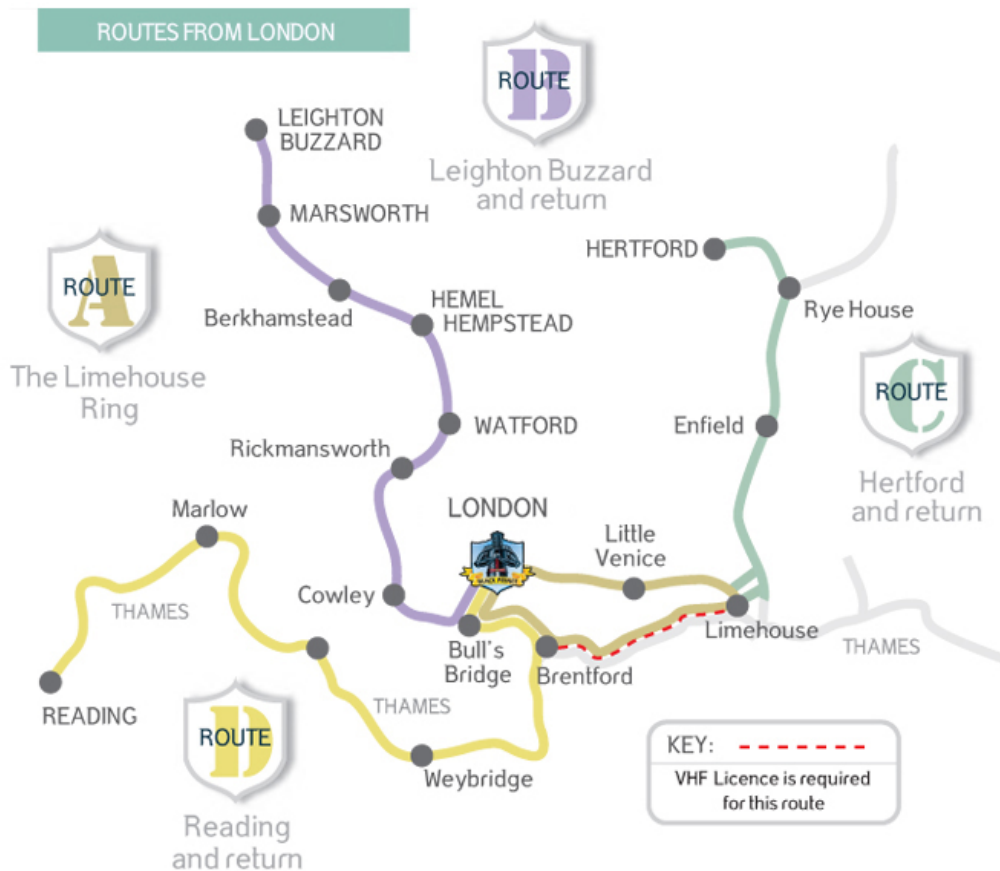 ROUTES FROM LONDON
ROUTE
B
Leighton Buzzard
and return
LEIGHTON
BUZZARD
MARSWORTH
HERTFORD
ROUTE
A
The Limehouse
Ring
Berkhamstead
HEMEL
HEMPSTEAD
Rye House
ROUTE
C
Hertford
and return
WATFORD
Enfield
Rickmansworth
Marlow
LONDON
Little
Venice
BLACK PRINCE
Cowley
THAMES
Limehouse
Bull's
Bridge
Brentford
THAMES
READING
THAMES
ROUTE
D
Reading
and return
Weybridge
KEY:
VHF Licence is required
for this route